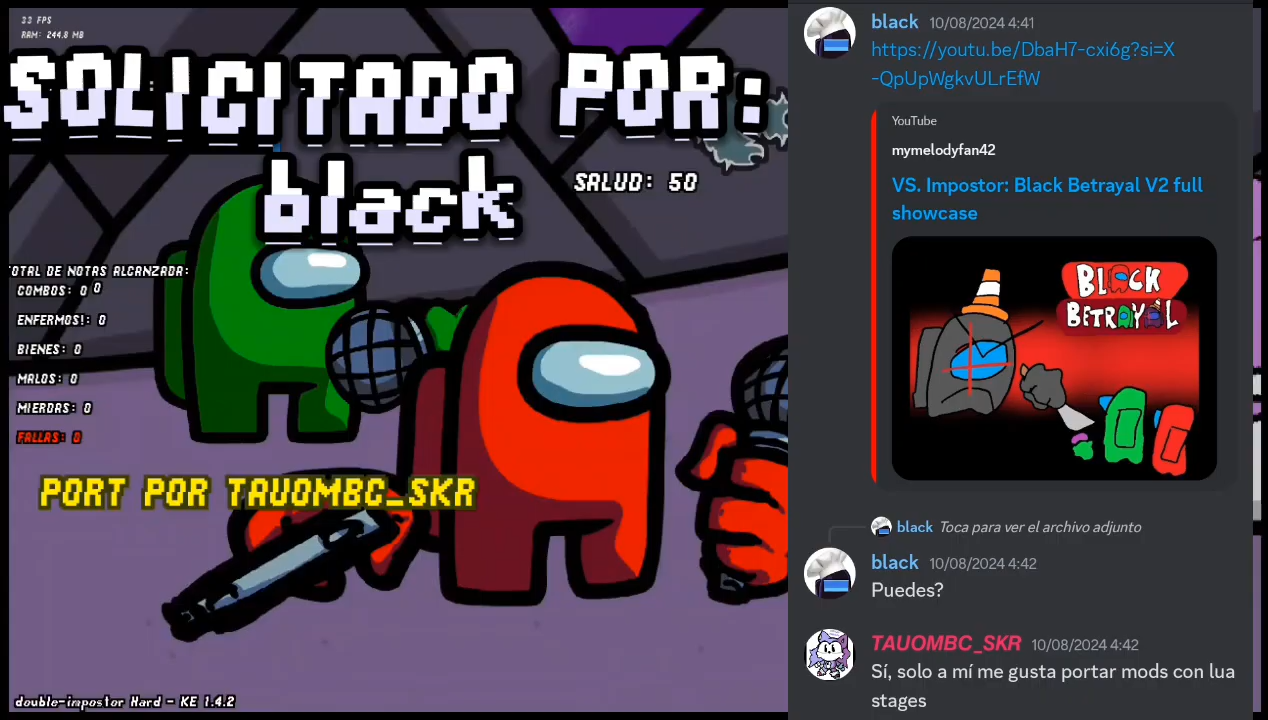 33 FPS
RAM: 244.8 MB
SOLICITADO POR:
black
SALUD: 50
TOTAL DE NOTAS ALCANZADA:
COMBOS: 0 0
ENFERMOS!: 0
BIENES: 0
MALOS: 0
MIERDAS: 0
FALLAS: 0
PORT POR TAUOMBC_SKR
double-impostor Hard - KE 1.4.2
black 10/08/2024 4:41
https://youtu.be/DbaH7-cxi6g?si=X
-QpUpWgkvULrEfW
YouTube
mymelodyfan42
VS. Impostor: Black Betrayal V2 full
showcase
BLACK
BETRAYAL
black Toca para ver el archivo adjunto
black 10/08/2024 4:42
Puedes?
TAUOMBC_SKR 10/08/2024 4:42
Sí, solo a mí me gusta portar mods con lua
stages